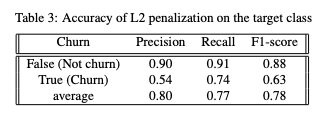 Table 3: Accuracy of L2 penalization on the target class
Churn Precision Recall F1-score
False (Not churn) 0.90 0.91 0.88
True (Churn) 0.54 0.74 0.63
average 0.80 0.77 0.78